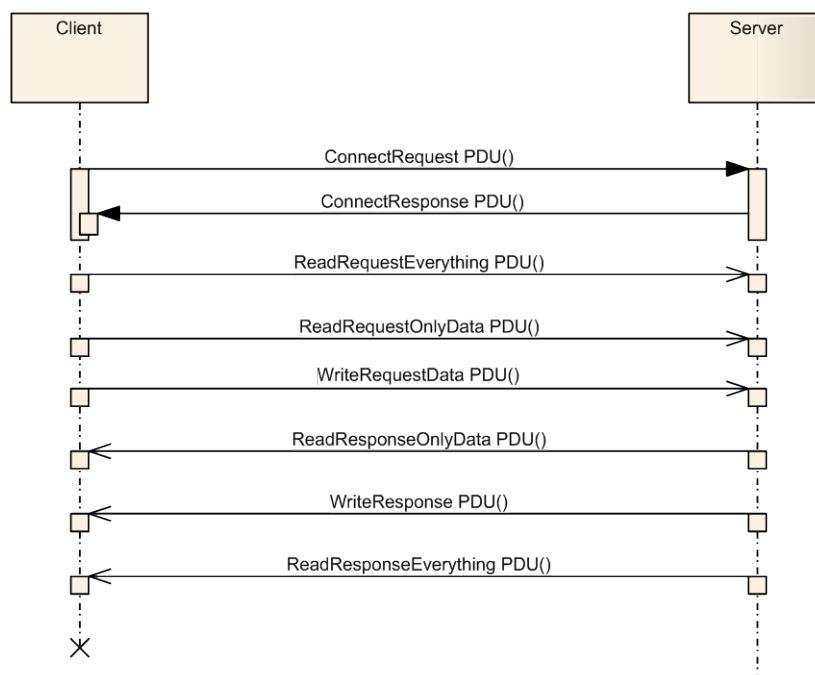 Client
Server
ConnectRequest PDU()
ConnectResponse PDU()
ReadRequestEverything PDU()
ReadRequestOnlyData PDU()
WriteRequestData PDU()
ReadResponseOnlyData PDU()
WriteResponse PDU()
ReadResponseEverything PDU()